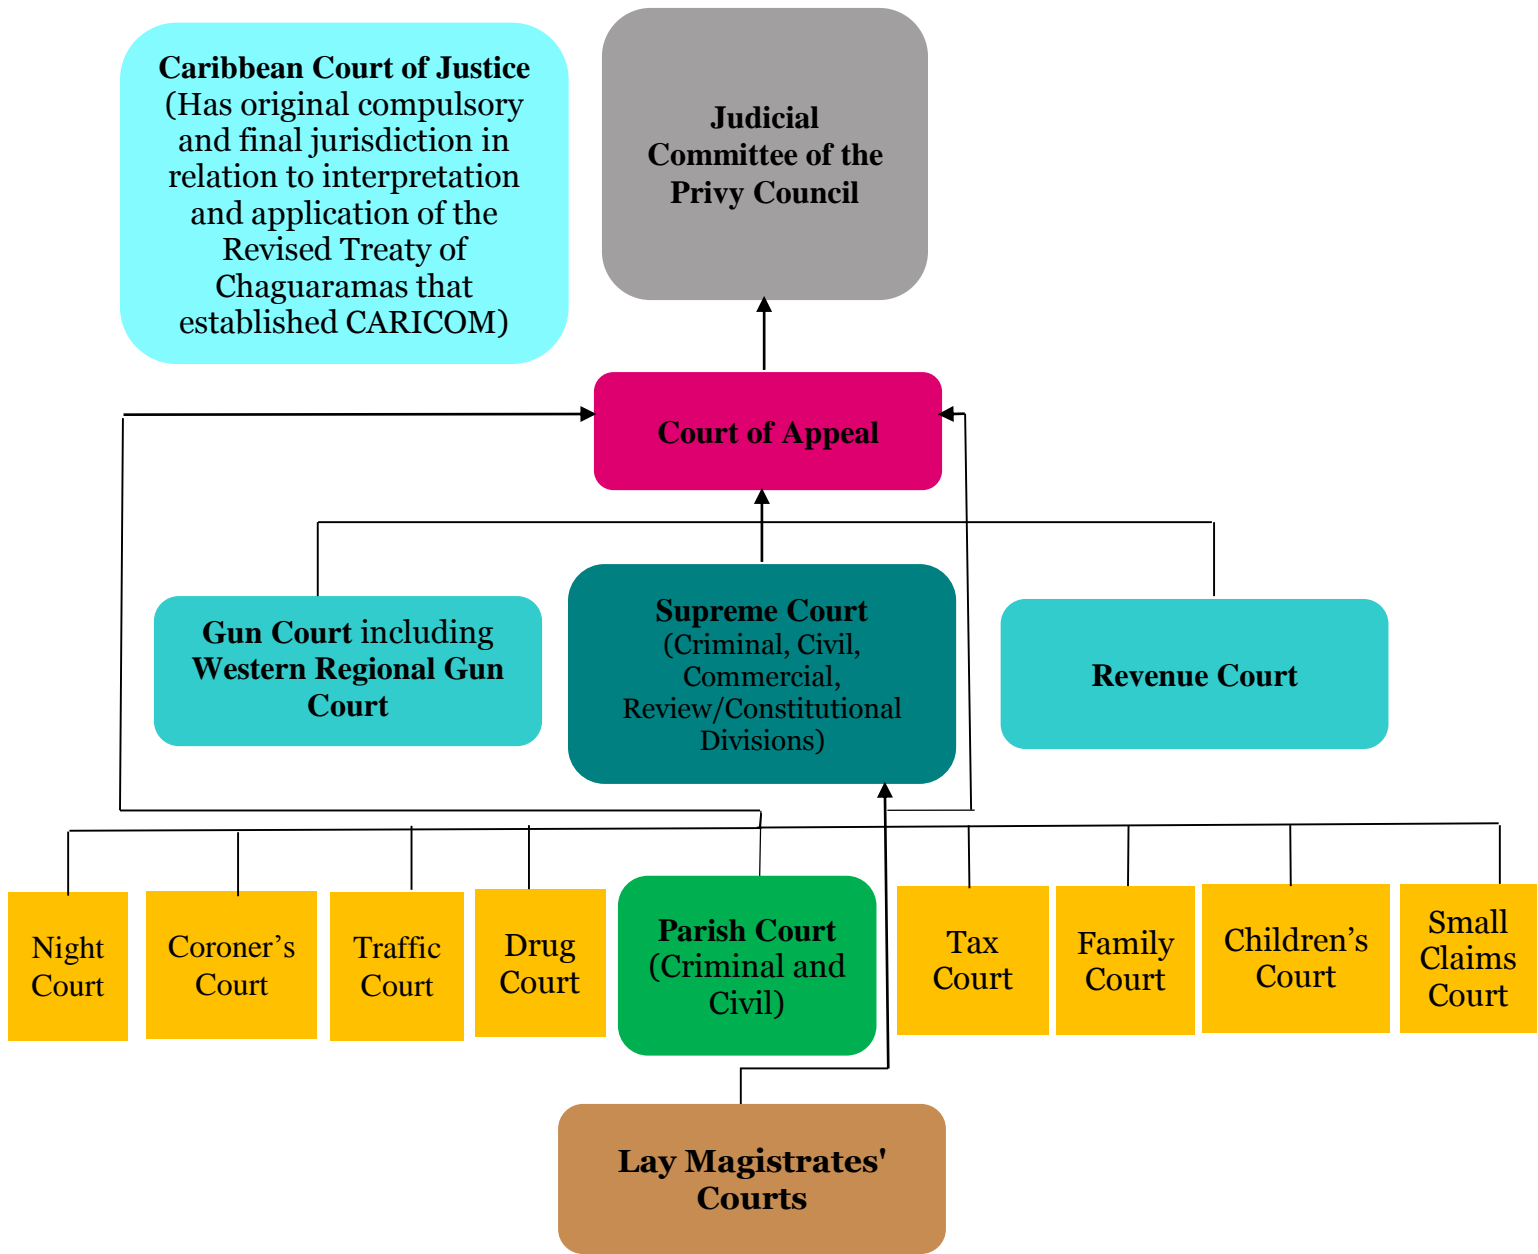 Caribbean Court of Justice
(Has original compulsory
and final jurisdiction in
relation to interpretation
and application of the
Revised Treaty of
Chaguaramas that
established CARICOM)
Judicial
Committee of the
Privy Council
Court of Appeal
Gun Court including
Western Regional Gun
Court
Supreme Court
(Criminal, Civil,
Commercial,
Review/Constitutional
Divisions)
Revenue Court
Night
Court
Coroner's
Court
Traffic
Court
Drug
Court
Parish Court
(Criminal and
Civil)
Tax
Court
Family
Court
Children's
Court
Small
Claims
Court
Lay Magistrates'
Courts